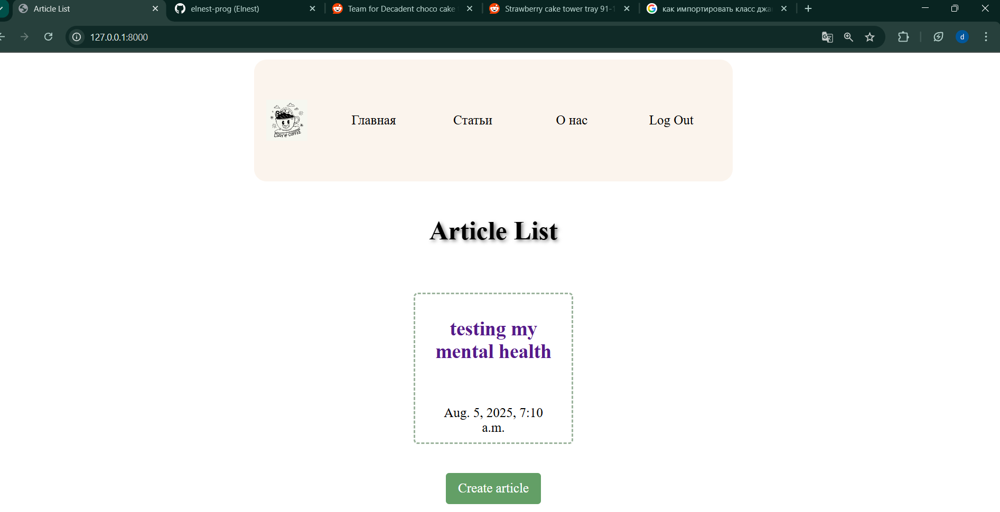 Article List
elnest-prog (Elnest)
Team for Decadent choco cake
Strawberry cake tower tray 91-1
как импортировать класс джа
127.0.0.1:8000
d
DAY of COFFEE
Главная
Статьи
О нас
Log Out
Article List
testing my
mental health
Aug. 5, 2025, 7:10
a.m.
Create article